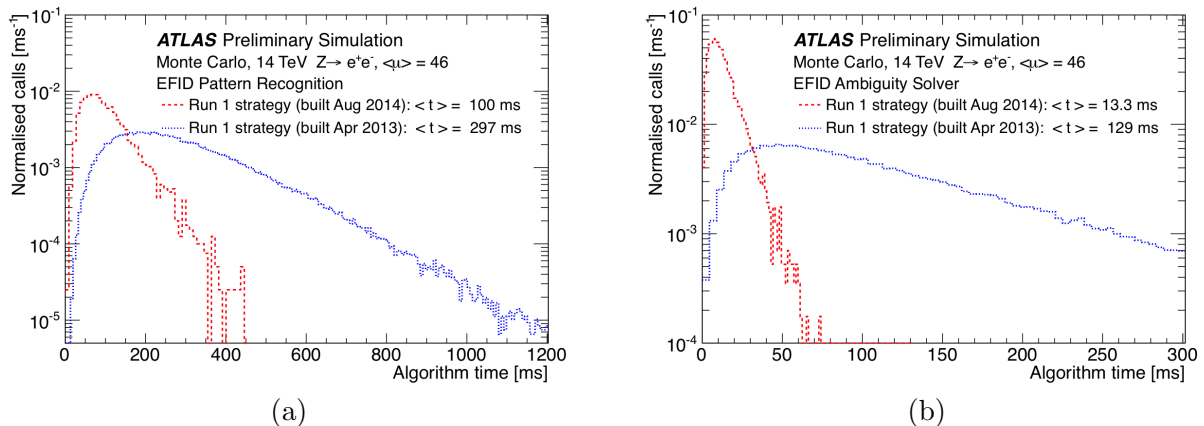 Normalised calls [ms⁻¹]
10⁻¹
10⁻²
10⁻³
10⁻⁴
10⁻⁵
ATLAS Preliminary Simulation
Monte Carlo, 14 TeV Z→ e⁺e⁻, <μ> = 46
EFID Pattern Recognition
Run 1 strategy (built Aug 2014): < t > = 100 ms
Run 1 strategy (built Apr 2013): < t > = 297 ms
0 200 400 600 800 1000 1200
Algorithm time [ms]
(a)
Normalised calls [ms⁻¹]
10⁻¹
10⁻²
10⁻³
10⁻⁴
ATLAS Preliminary Simulation
Monte Carlo, 14 TeV Z→ e⁺e⁻, <μ> = 46
EFID Ambiguity Solver
Run 1 strategy (built Aug 2014): < t > = 13.3 ms
Run 1 strategy (built Apr 2013): < t > = 129 ms
0 50 100 150 200 250 300
Algorithm time [ms]
(b)